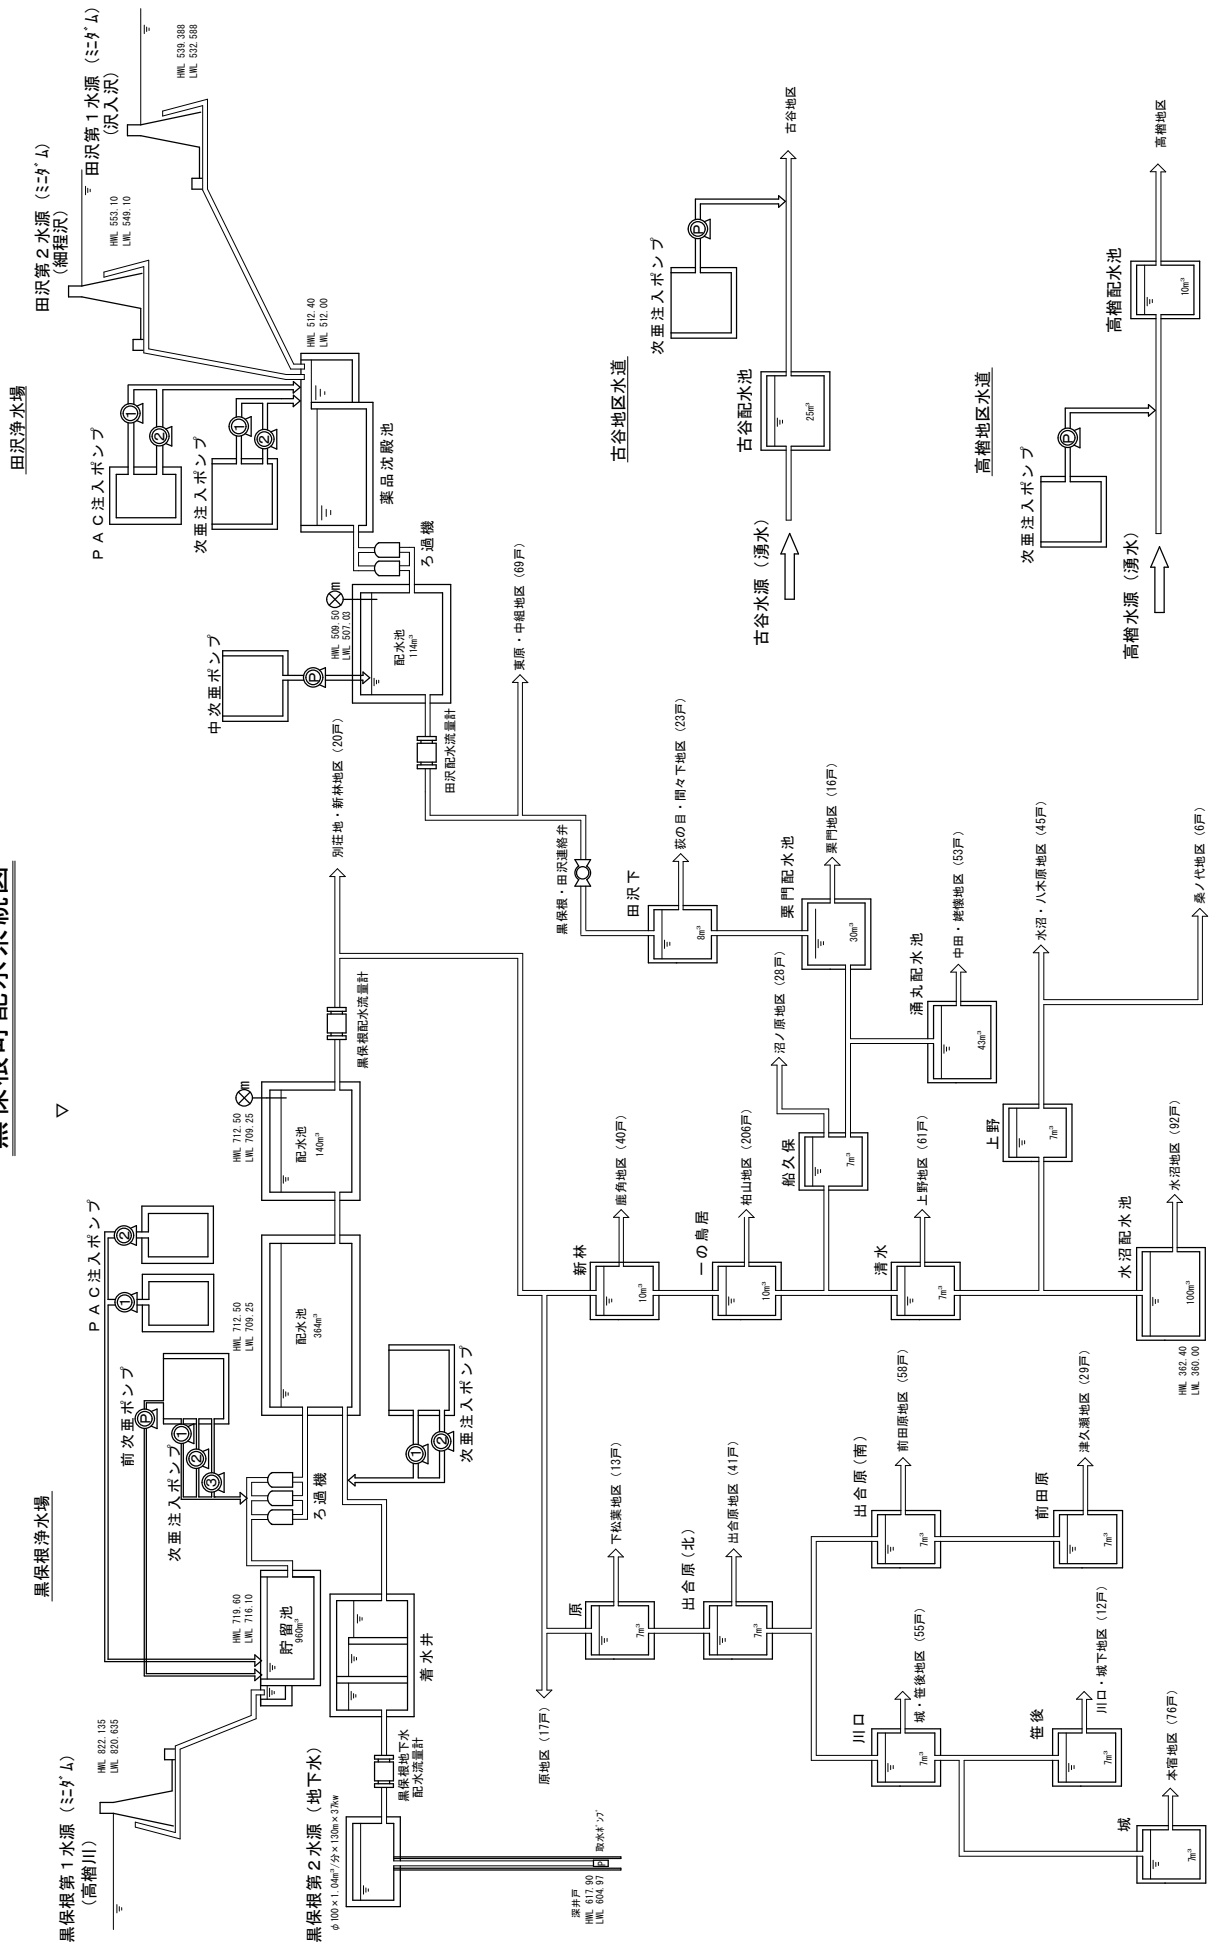 黒保根町配水系統図
▽
黒保根浄水場
田沢浄水場
黒保根第1水源 (ミニダム)
(高楢川)
HWL 822.135
LWL 820.635
黒保根第2水源 (地下水)
φ100×1.04m³/分×130m×37kw
深井戸
HWL 617.90
LWL 604.97
P
取水ポンプ
黒保根地下水
配水流量計
着水井
HWL 719.60
LWL 716.10
貯留池
960m³
前次亜ポンプ
P
次亜注入ポンプ
①
②
③
ろ過機
PAC注入ポンプ
①
②
次亜注入ポンプ
①
②
HWL 712.50
LWL 709.25
配水池
364m³
HWL 712.50
LWL 709.25
配水池
140m³
m
黒保根配水流量計
別荘地・新林地区 (20戸)
中次亜ポンプ
P
HWL 509.50
LWL 507.03
m
配水池
114m³
ろ過機
田沢配水流量計
東原・中組地区 (69戸)
PAC注入ポンプ
①
②
次亜注入ポンプ
①
②
薬品沈殿池
HWL 512.40
LWL 512.00
田沢第2水源 (ミニダム)
(細程沢)
HWL 553.10
LWL 549.10
田沢第1水源 (ミニダム)
(沢入沢)
HWL 539.388
LWL 532.588
黒保根・田沢連絡弁
田沢下
8m³
荻の目・間々下地区 (23戸)
栗門配水池
30m³
栗門地区 (16戸)
涌丸配水池
43m³
中田・姥懐地区 (53戸)
船久保
7m³
沼ノ原地区 (28戸)
新林
10m³
鹿角地区 (40戸)
一の鳥居
10m³
柏山地区 (206戸)
清水
7m³
上野地区 (61戸)
上野
7m³
水沼・八木原地区 (45戸)
桑ノ代地区 (6戸)
水沼配水池
100m³
HWL 362.40
LWL 360.00
水沼地区 (92戸)
原地区 (17戸)
原
7m³
下松葉地区 (13戸)
出合原 (北)
7m³
出合原地区 (41戸)
出合原 (南)
7m³
前田原地区 (58戸)
前田原
7m³
津久瀬地区 (29戸)
川口
7m³
城・笹後地区 (55戸)
笹後
7m³
川口・城下地区 (12戸)
城
7m³
本宿地区 (76戸)
古谷地区水道
古谷水源 (湧水)
古谷配水池
25m³
次亜注入ポンプ
P
古谷地区
高楢地区水道
高楢水源 (湧水)
次亜注入ポンプ
P
高楢配水池
10m³
高楢地区